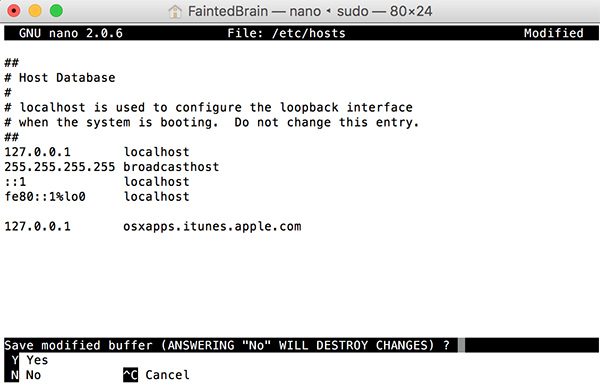 FaintedBrain — nano ◂ sudo — 80×24
GNU nano 2.0.6 File: /etc/hosts Modified
##
# Host Database
#
# localhost is used to configure the loopback interface
# when the system is booting.  Do not change this entry.
##
127.0.0.1 localhost
255.255.255.255 broadcasthost
::1 localhost
fe80::1%lo0 localhost
127.0.0.1 osxapps.itunes.apple.com
Save modified buffer (ANSWERING "No" WILL DESTROY CHANGES) ?
Y Yes
N No ^C Cancel